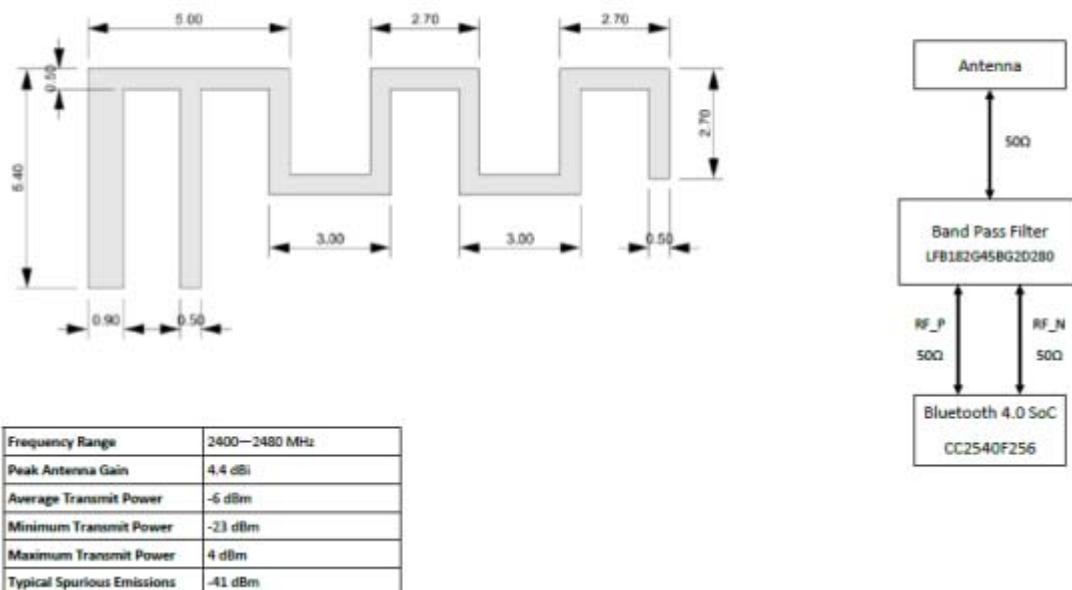 5.00
2.70
2.70
0.50
5.40
2.70
3.00
3.00
0.50
0.90
0.50
Antenna
50Ω
Band Pass Filter
LFB182G45BG2D280
RF_P
RF_N
50Ω
50Ω
Bluetooth 4.0 SoC
CC2540F256
Frequency Range 2400—2480 MHz
Peak Antenna Gain 4.4 dBi
Average Transmit Power -6 dBm
Minimum Transmit Power -23 dBm
Maximum Transmit Power 4 dBm
Typical Spurious Emissions -41 dBm